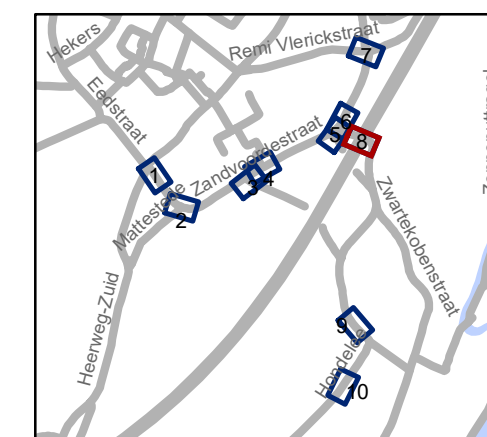 Hekers
Remi Vlerickstraat
7
Eedstraat
6
5
8
Zandvoordestraat
1
4
3
Mattestede
2
Zwartekobenstraat
Heerweg-Zuid
9
Hondelee
10